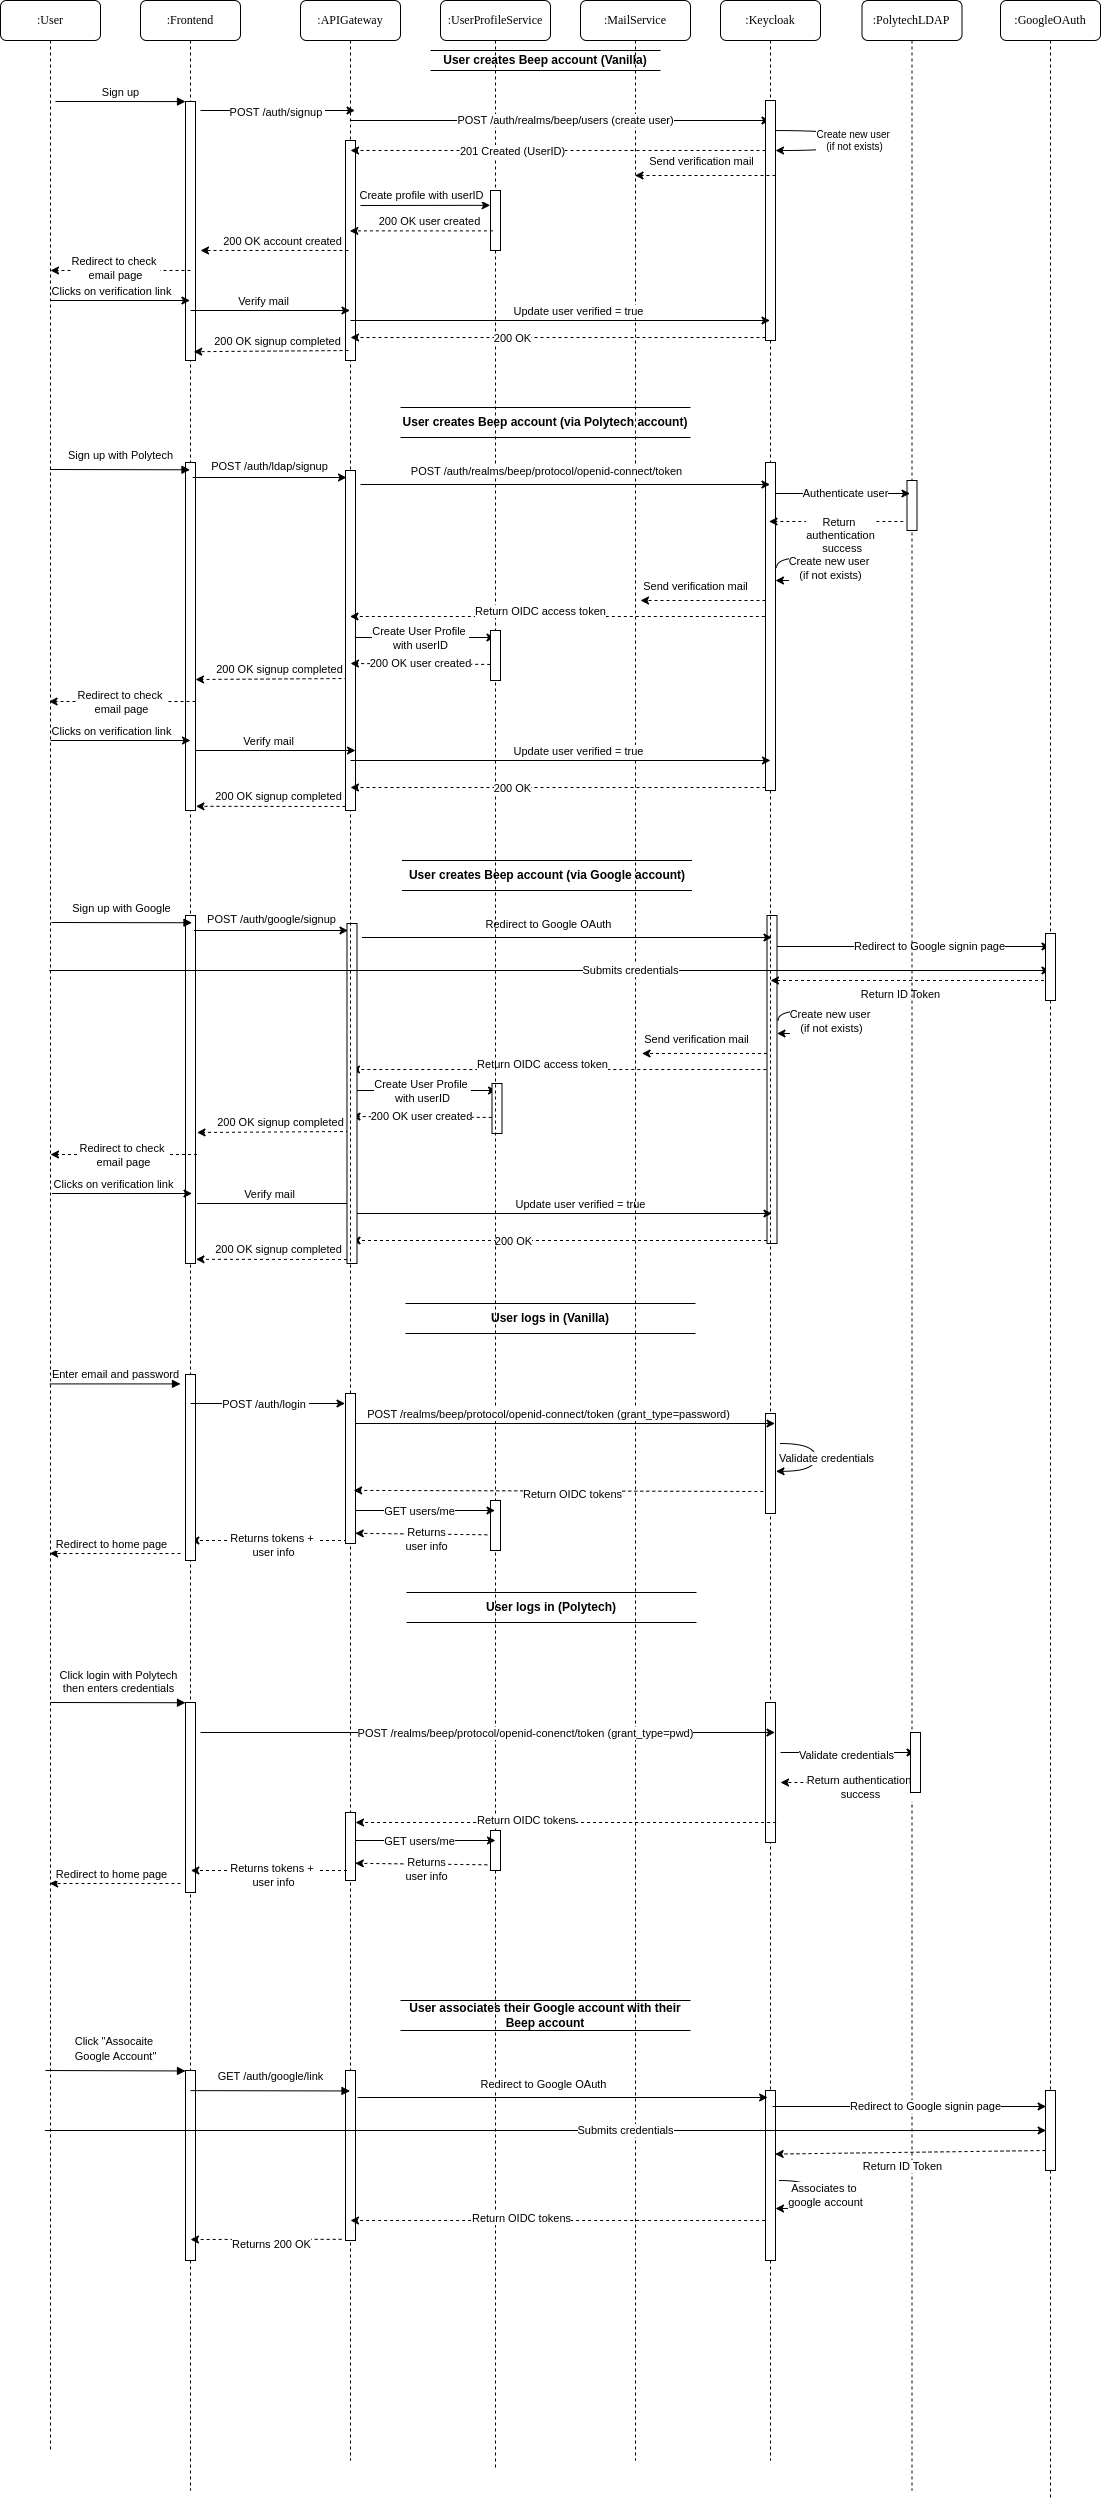 :User
:Frontend
:APIGateway
:UserProfileService
:MailService
:Keycloak
:PolytechLDAP
:GoogleOAuth
User creates Beep account (Vanilla)
Sign up
POST /auth/signup
POST /auth/realms/beep/users (create user)
Create new user
(if not exists)
201 Created (UserID)
Send verification mail
Create profile with userID
200 OK user created
200 OK account created
Redirect to check
email page
Clicks on verification link
Verify mail
Update user verified = true
200 OK
200 OK signup completed
User creates Beep account (via Polytech account)
Sign up with Polytech
POST /auth/ldap/signup
POST /auth/realms/beep/protocol/openid-connect/token
Authenticate user
Return
authentication
success
Create new user
(if not exists)
Send verification mail
Return OIDC access token
Create User Profile
with userID
200 OK user created
200 OK signup completed
Redirect to check
email page
Clicks on verification link
Verify mail
Update user verified = true
200 OK
200 OK signup completed
User creates Beep account (via Google account)
Sign up with Google
POST /auth/google/signup
Redirect to Google OAuth
Redirect to Google signin page
Submits credentials
Return ID Token
Create new user
(if not exists)
Send verification mail
Return OIDC access token
Create User Profile
with userID
200 OK user created
200 OK signup completed
Redirect to check
email page
Clicks on verification link
Verify mail
Update user verified = true
200 OK
200 OK signup completed
User logs in (Vanilla)
Enter email and password
POST /auth/login
POST /realms/beep/protocol/openid-connect/token (grant_type=password)
Validate credentials
Return OIDC tokens
GET users/me
Returns
user info
Returns tokens +
user info
Redirect to home page
User logs in (Polytech)
Click login with Polytech
then enters credentials
POST /realms/beep/protocol/openid-conenct/token (grant_type=pwd)
Validate credentials
Return authentication
success
Return OIDC tokens
GET users/me
Returns
user info
Returns tokens +
user info
Redirect to home page
User associates their Google account with their
Beep account
Click "Assocaite
Google Account"
GET /auth/google/link
Redirect to Google OAuth
Redirect to Google signin page
Submits credentials
Return ID Token
Associates to
google account
Return OIDC tokens
Returns 200 OK